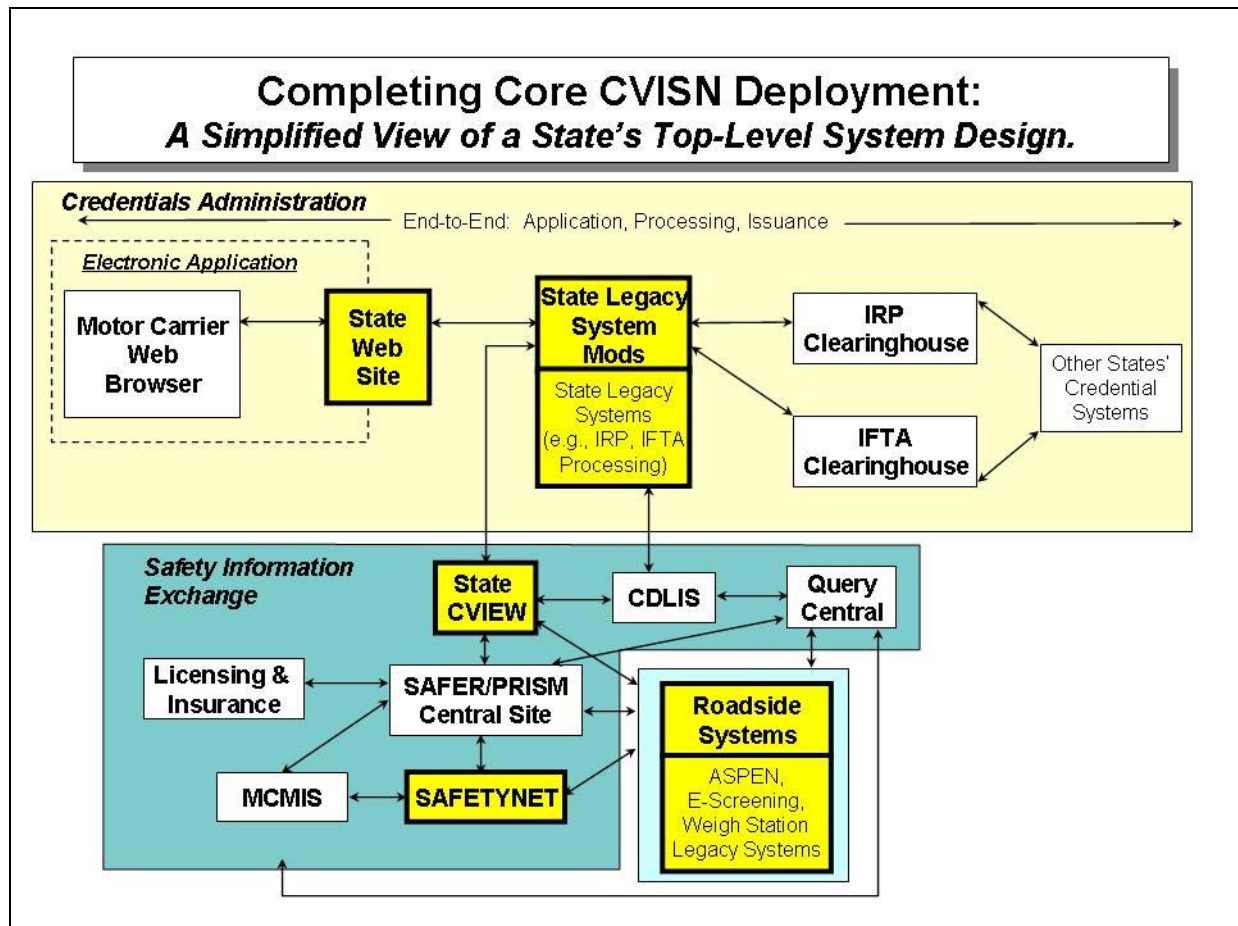 Completing Core CVISN Deployment:
A Simplified View of a State's Top-Level System Design.
Credentials Administration
End-to-End: Application, Processing, Issuance
Electronic Application
Motor Carrier
Web
Browser
State
Web
Site
State Legacy
System
Mods
State Legacy
Systems
(e.g., IRP, IFTA
Processing)
IRP
Clearinghouse
IFTA
Clearinghouse
Other States'
Credential
Systems
Safety Information
Exchange
State
CVIEW
CDLIS
Query
Central
Licensing &
Insurance
SAFER/PRISM
Central Site
MCMIS
SAFETYNET
Roadside
Systems
ASPEN,
E-Screening,
Weigh Station
Legacy Systems